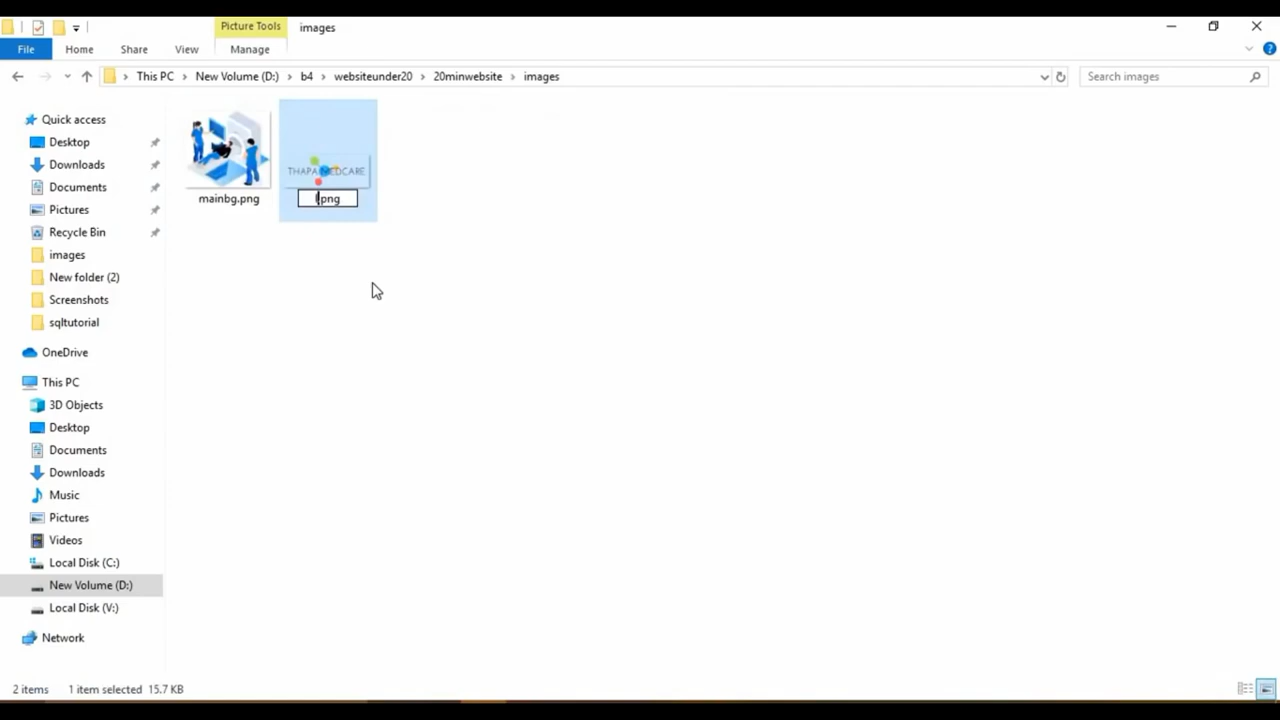 Picture Tools
images
File
Home
Share
View
Manage
This PC
New Volume (D:)
b4
websiteunder20
20minwebsite
images
Search images
Quick access
Desktop
Downloads
Documents
Pictures
Recycle Bin
images
New folder (2)
Screenshots
sqltutorial
OneDrive
This PC
3D Objects
Desktop
Documents
Downloads
Music
Pictures
Videos
Local Disk (C:)
New Volume (D:)
Local Disk (V:)
Network
mainbg.png
THAPA MEDCARE
l.png
2 items
1 item selected 15.7 KB